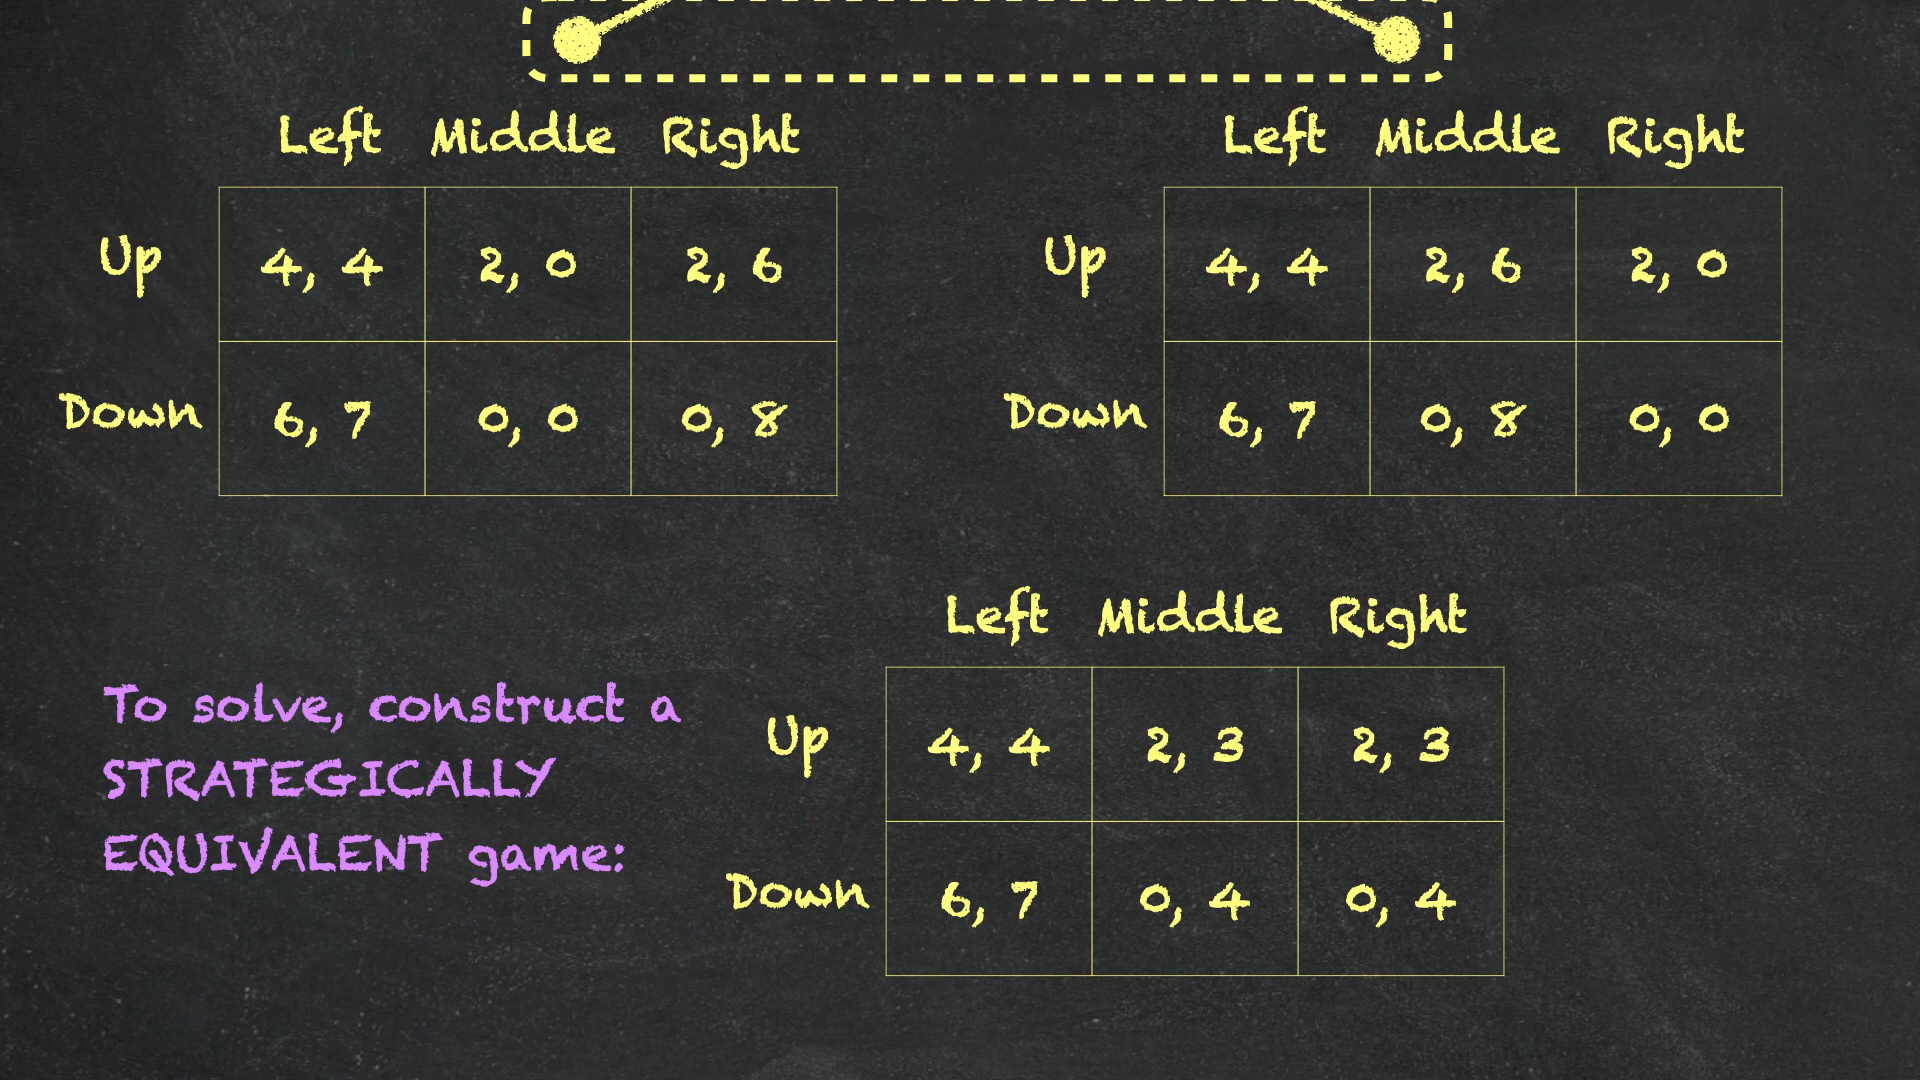 Left Middle Right
Up 4, 4 2, 0 2, 6
Down 6, 7 0, 0 0, 8
Left Middle Right
Up 4, 4 2, 6 2, 0
Down 6, 7 0, 8 0, 0
To solve, construct a
STRATEGICALLY
EQUIVALENT game:
Left Middle Right
Up 4, 4 2, 3 2, 3
Down 6, 7 0, 4 0, 4